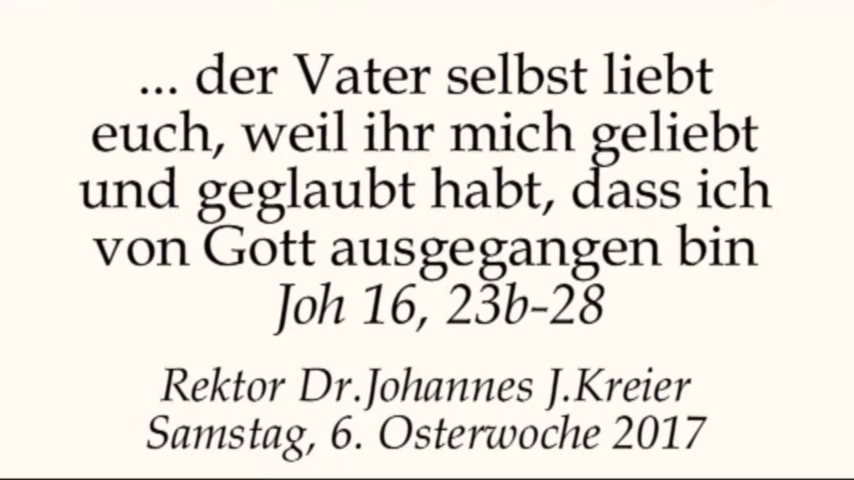 ... der Vater selbst liebt
euch, weil ihr mich geliebt
und geglaubt habt, dass ich
von Gott ausgegangen bin
Joh 16, 23b-28
Rektor Dr.Johannes J.Kreier
Samstag, 6. Osterwoche 2017